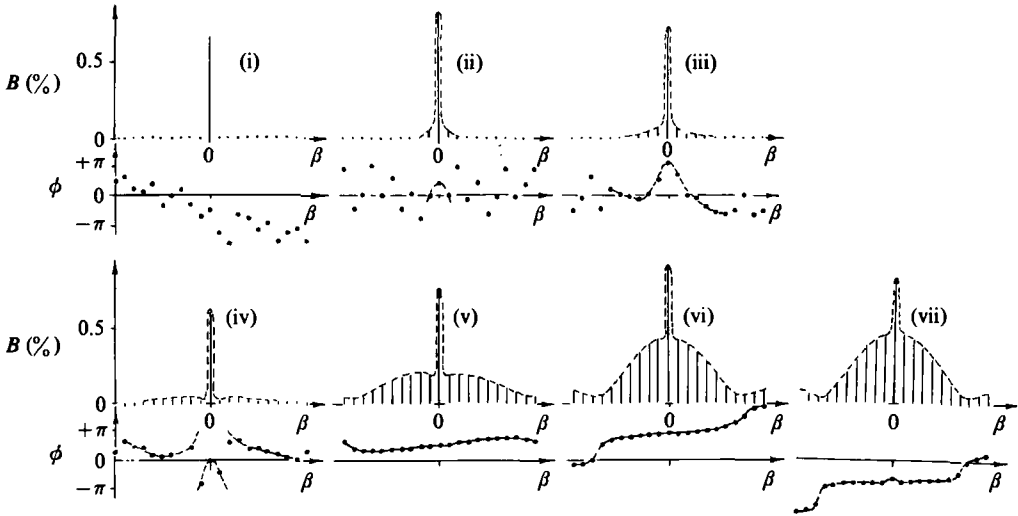 (i) (ii) (iii)
B (%)
0.5
0
0 β 0 β 0 β
+π
φ 0
−π
β β β
(iv) (v) (vi) (vii)
B (%)
0.5
0
0 β 0 β 0 β 0 β
+π
φ 0
−π
β β β β